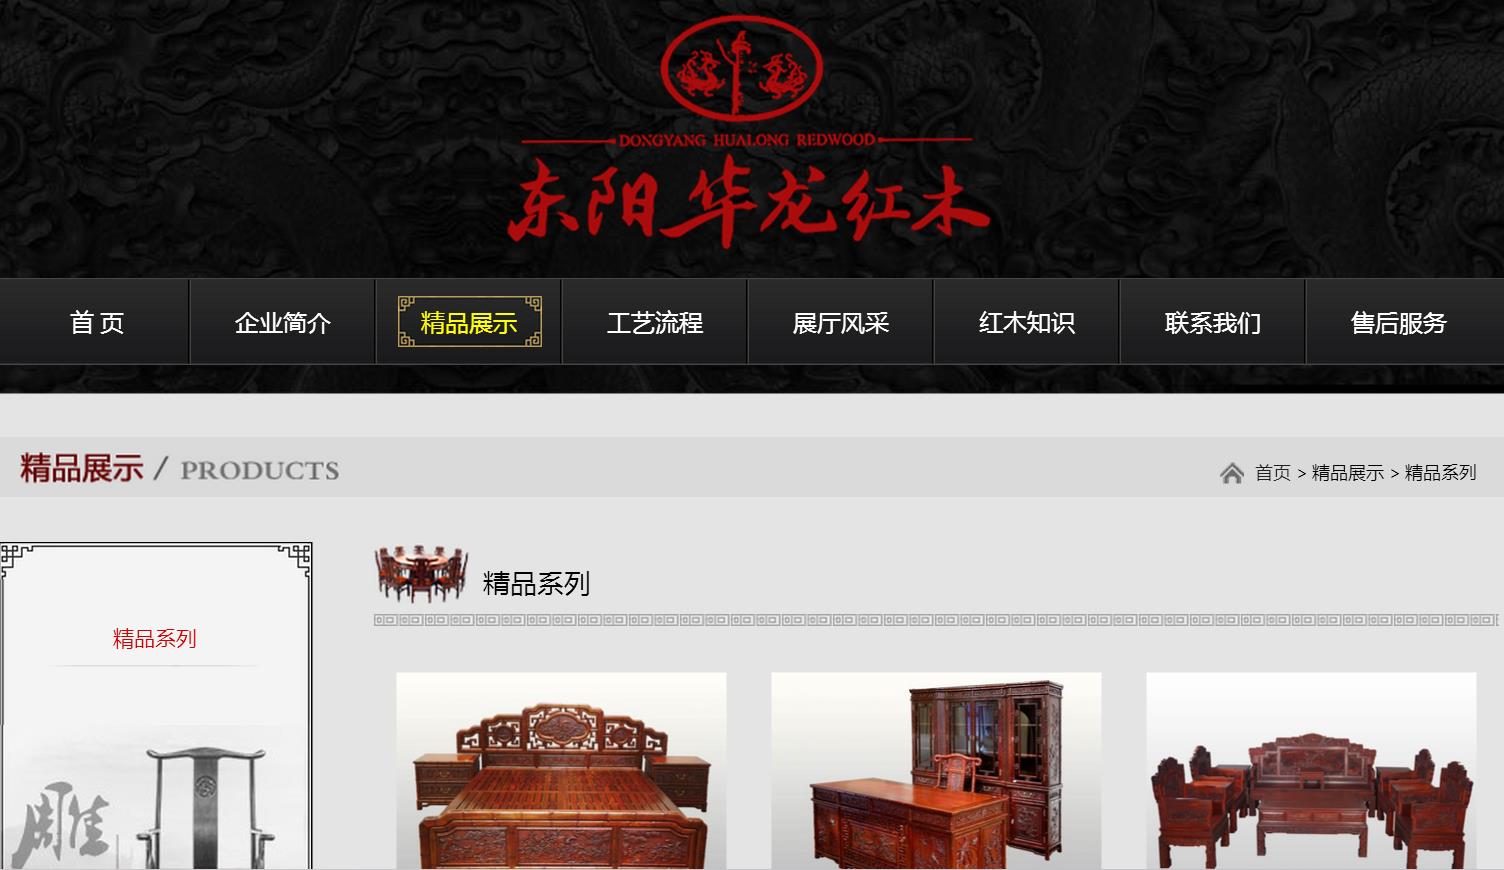 DONGYANG HUALONG REDWOOD
东阳华龙红木
首 页 企业简介 精品展示 工艺流程 展厅风采 红木知识 联系我们 售后服务
精品展示 / PRODUCTS
首页 > 精品展示 > 精品系列
精品系列
精品系列
雕